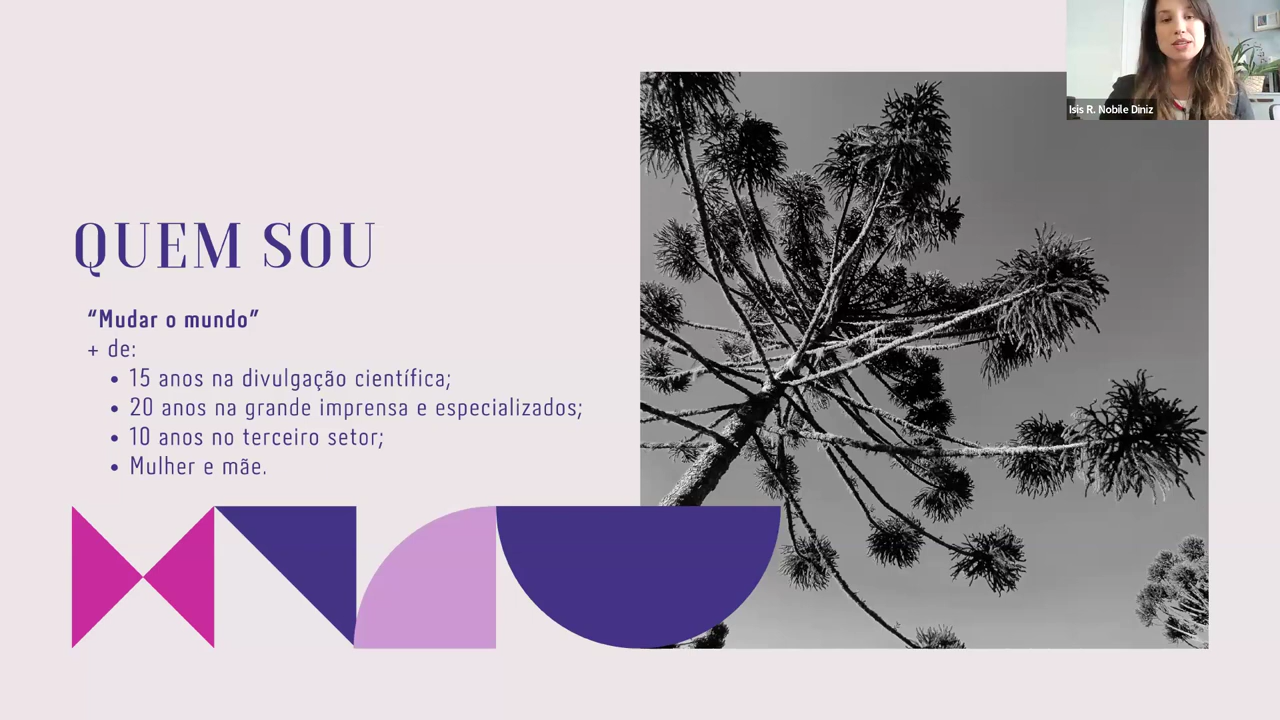 Isis R. Nobile Diniz
QUEM SOU
“Mudar o mundo”
+ de:
• 15 anos na divulgação científica;
• 20 anos na grande imprensa e especializados;
• 10 anos no terceiro setor;
• Mulher e mãe.